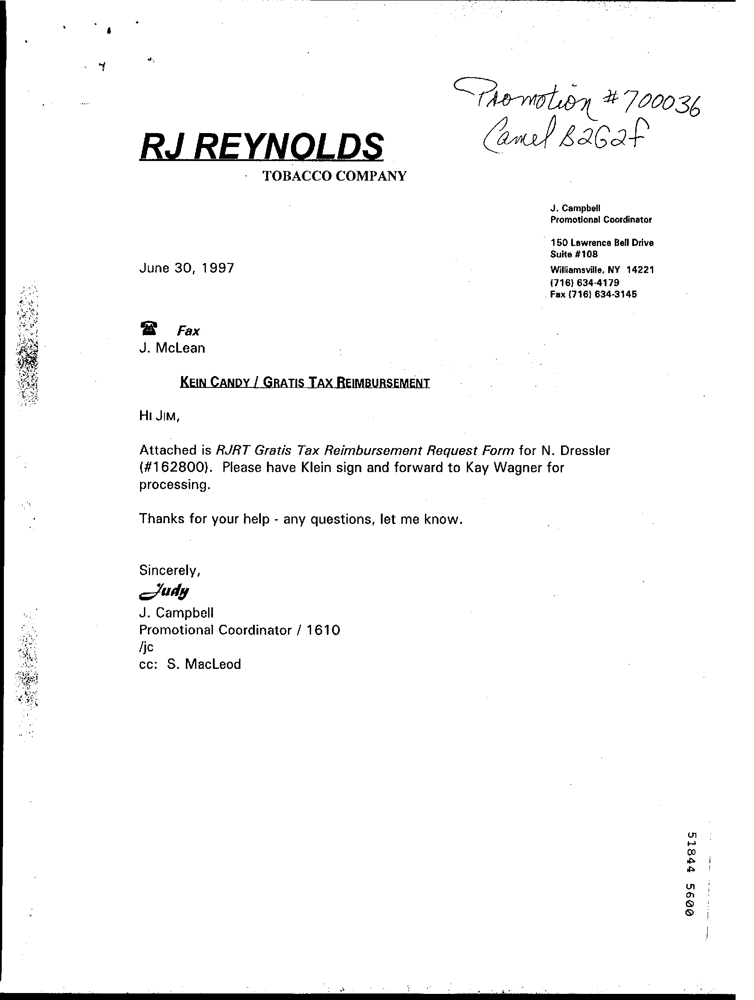 Promotion #700036
Camel B2G2f
RJ REYNOLDS
TOBACCO COMPANY
J. Campbell
Promotional Coordinator
150 Lawrence Bell Drive
Suite #108
Williamsville, NY 14221
(716) 634-4179
Fax (716) 634-3145
June 30, 1997
Fax
J. McLean
KEIN CANDY / GRATIS TAX REIMBURSEMENT
HI JIM,
Attached is RJRT Gratis Tax Reimbursement Request Form for N. Dressler
(#162800). Please have Klein sign and forward to Kay Wagner for
processing.
Thanks for your help - any questions, let me know.
Sincerely,
Judy
J. Campbell
Promotional Coordinator / 1610
/jc
cc: S. MacLeod
51844 5600